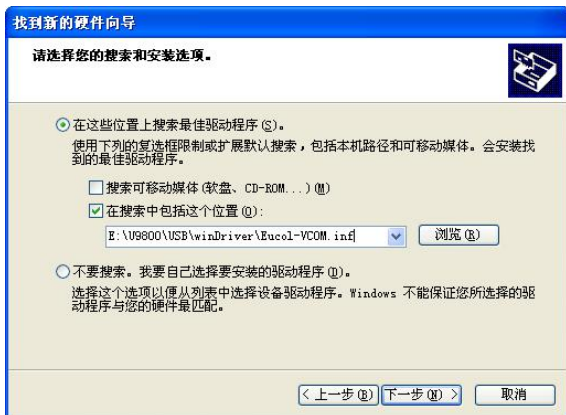 找到新的硬件向导
请选择您的搜索和安装选项。
在这些位置上搜索最佳驱动程序(S)。
使用下列的复选框限制或扩展默认搜索，包括本机路径和可移动媒体。会安装找
到的最佳驱动程序。
搜索可移动媒体(软盘、CD-ROM...)(M)
在搜索中包括这个位置(O):
E:\U9800\USB\winDriver\Eucol-VCOM.inf
浏览(R)
不要搜索。我要自己选择要安装的驱动程序(D)。
选择这个选项以便从列表中选择设备驱动程序。Windows 不能保证您所选择的驱
动程序与您的硬件最匹配。
< 上一步(B) 下一步(N) > 取消